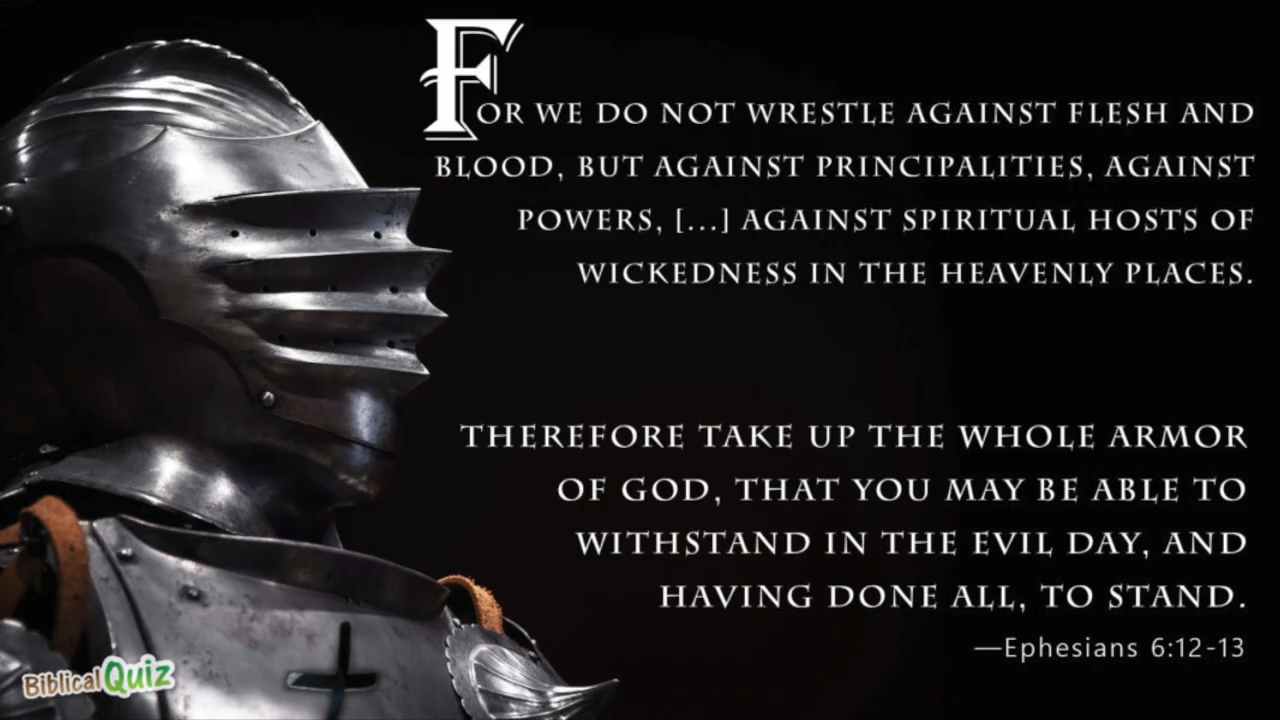 FOR WE DO NOT WRESTLE AGAINST FLESH AND
BLOOD, BUT AGAINST PRINCIPALITIES, AGAINST
POWERS, [...] AGAINST SPIRITUAL HOSTS OF
WICKEDNESS IN THE HEAVENLY PLACES.
THEREFORE TAKE UP THE WHOLE ARMOR
OF GOD, THAT YOU MAY BE ABLE TO
WITHSTAND IN THE EVIL DAY, AND
HAVING DONE ALL, TO STAND.
—Ephesians 6:12-13
Biblical Quiz